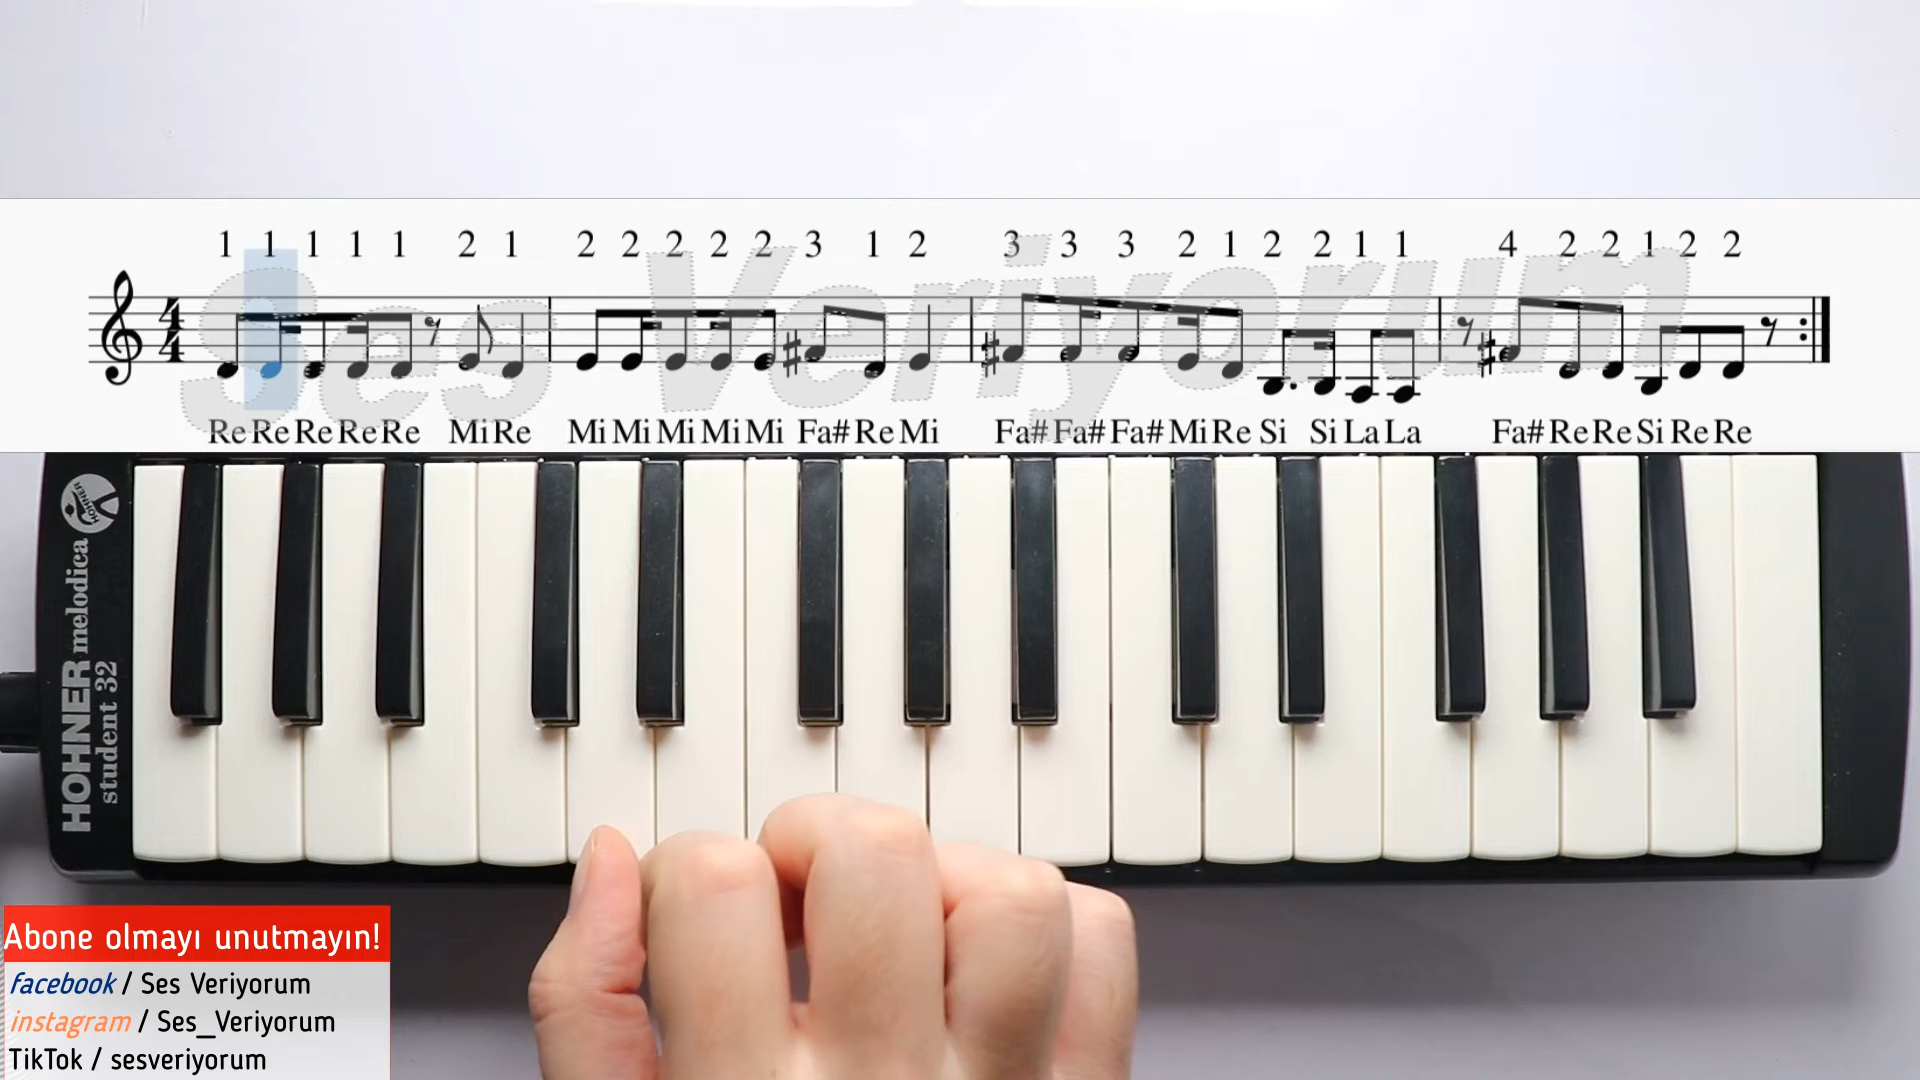 1 1 1 1 1 2 1 2 2 2 2 2 3 1 2 3 3 3 2 1 2 2 1 1 4 2 2 1 2 2
Ses Veriyorum
4
4
Re Re Re Re Re Mi Re Mi Mi Mi Mi Mi Fa# Re Mi Fa# Fa# Fa# Mi Re Si Si La La Fa# Re Re Si Re Re
HOHNER
HOHNER melodica
student 32
Abone olmayı unutmayın!
facebook / Ses Veriyorum
instagram / Ses_Veriyorum
TikTok / sesveriyorum